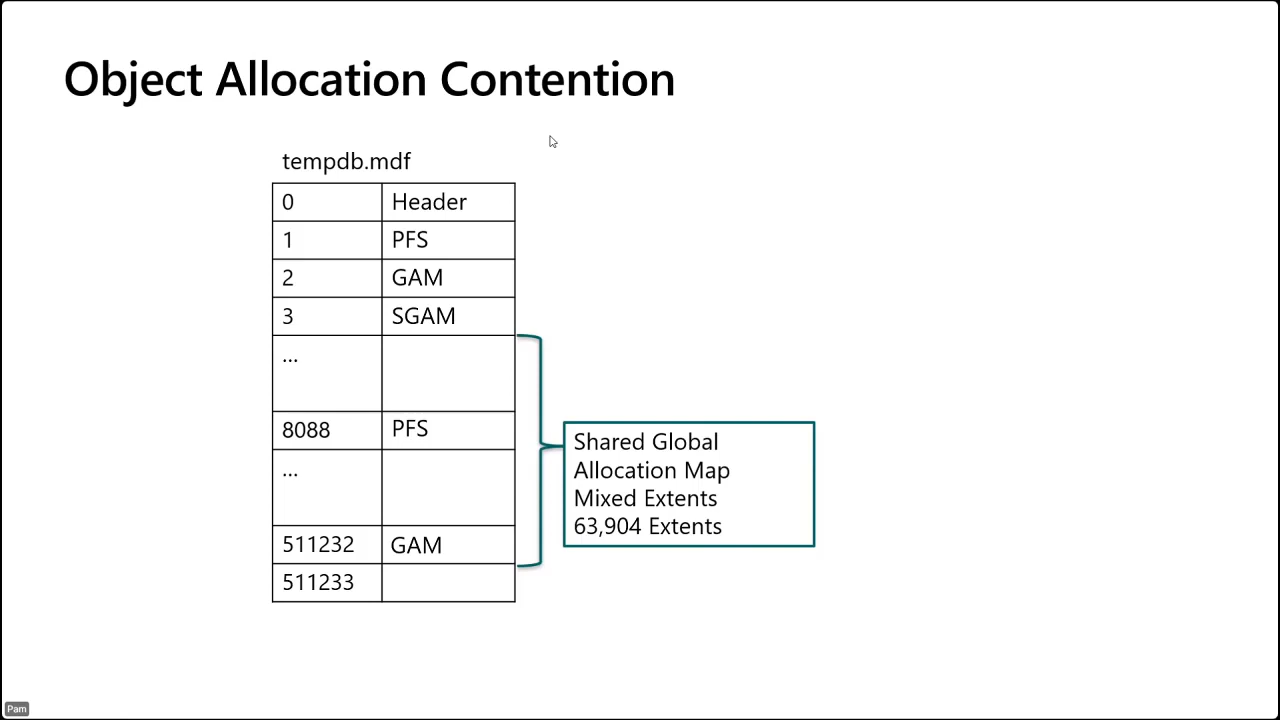 Object Allocation Contention
tempdb.mdf
0 Header
1 PFS
2 GAM
3 SGAM
...
8088 PFS
...
511232 GAM
511233
Shared Global
Allocation Map
Mixed Extents
63,904 Extents
Pam